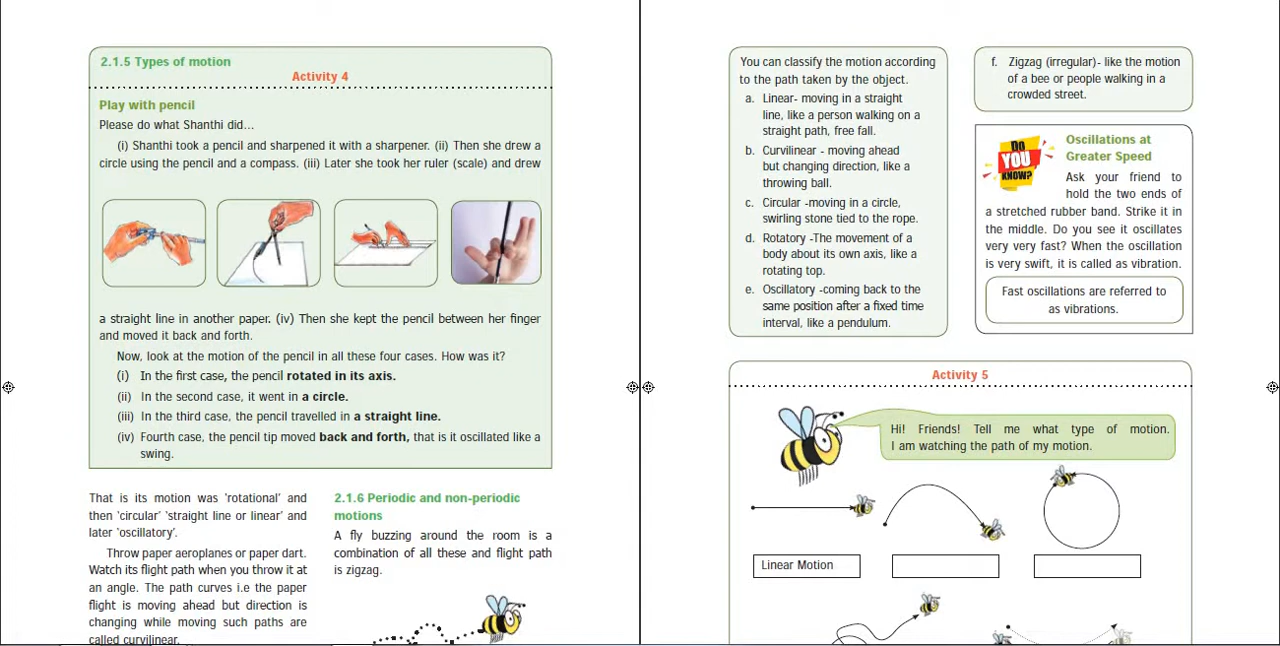 2.1.5 Types of motion
Activity 4
Play with pencil
Please do what Shanthi did...
(i) Shanthi took a pencil and sharpened it with a sharpener. (ii) Then she drew a
circle using the pencil and a compass. (iii) Later she took her ruler (scale) and drew
a straight line in another paper. (iv) Then she kept the pencil between her finger
and moved it back and forth.
Now, look at the motion of the pencil in all these four cases. How was it?
(i) In the first case, the pencil rotated in its axis.
(ii) In the second case, it went in a circle.
(iii) In the third case, the pencil travelled in a straight line.
(iv) Fourth case, the pencil tip moved back and forth, that is it oscillated like a
swing.
That is its motion was 'rotational' and
then 'circular' 'straight line or linear' and
later 'oscillatory'.
Throw paper aeroplanes or paper dart.
Watch its flight path when you throw it at
an angle. The path curves i.e the paper
flight is moving ahead but direction is
changing while moving such paths are
called curvilinear.
2.1.6 Periodic and non-periodic
motions
A fly buzzing around the room is a
combination of all these and flight path
is zigzag.
You can classify the motion according
to the path taken by the object.
a. Linear- moving in a straight
line, like a person walking on a
straight path, free fall.
b. Curvilinear - moving ahead
but changing direction, like a
throwing ball.
c. Circular -moving in a circle,
swirling stone tied to the rope.
d. Rotatory -The movement of a
body about its own axis, like a
rotating top.
e. Oscillatory -coming back to the
same position after a fixed time
interval, like a pendulum.
f. Zigzag (irregular)- like the motion
of a bee or people walking in a
crowded street.
DO
YOU
KNOW?
Oscillations at
Greater Speed
Ask your friend to
hold the two ends of
a stretched rubber band. Strike it in
the middle. Do you see it oscillates
very very fast? When the oscillation
is very swift, it is called as vibration.
Fast oscillations are referred to
as vibrations.
Activity 5
Hi! Friends! Tell me what type of motion.
I am watching the path of my motion.
Linear Motion